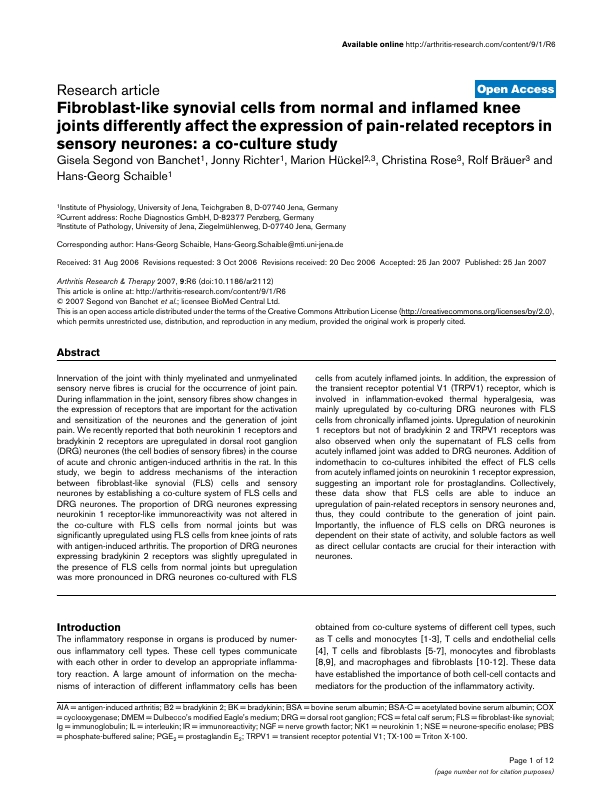 Available online http://arthritis-research.com/content/9/1/R6
Research article
Open Access
Fibroblast-like synovial cells from normal and inflamed knee
joints differently affect the expression of pain-related receptors in
sensory neurones: a co-culture study
Gisela Segond von Banchet1, Jonny Richter1, Marion Hückel2,3, Christina Rose3, Rolf Bräuer3 and
Hans-Georg Schaible1
1Institute of Physiology, University of Jena, Teichgraben 8, D-07740 Jena, Germany
2Current address: Roche Diagnostics GmbH, D-82377 Penzberg, Germany
3Institute of Pathology, University of Jena, Ziegelmühlenweg, D-07740 Jena, Germany
Corresponding author: Hans-Georg Schaible, Hans-Georg.Schaible@mti.uni-jena.de
Received: 31 Aug 2006 Revisions requested: 3 Oct 2006 Revisions received: 20 Dec 2006 Accepted: 25 Jan 2007 Published: 25 Jan 2007
Arthritis Research & Therapy 2007, 9:R6 (doi:10.1186/ar2112)
This article is online at: http://arthritis-research.com/content/9/1/R6
© 2007 Segond von Banchet et al.; licensee BioMed Central Ltd.
This is an open access article distributed under the terms of the Creative Commons Attribution License (http://creativecommons.org/licenses/by/2.0),
which permits unrestricted use, distribution, and reproduction in any medium, provided the original work is properly cited.
Abstract
Innervation of the joint with thinly myelinated and unmyelinated
sensory nerve fibres is crucial for the occurrence of joint pain.
During inflammation in the joint, sensory fibres show changes in
the expression of receptors that are important for the activation
and sensitization of the neurones and the generation of joint
pain. We recently reported that both neurokinin 1 receptors and
bradykinin 2 receptors are upregulated in dorsal root ganglion
(DRG) neurones (the cell bodies of sensory fibres) in the
course of acute and chronic antigen-induced arthritis in the rat. In this
study, we begin to address mechanisms of the interaction
between fibroblast-like synovial (FLS) cells and sensory
neurons by establishing a co-culture system of FLS cells and
DRG neurones. The proportion of DRG neurones expressing
neurokinin 1 receptor-like immunoreactivity was not altered in
the co-culture with FLS cells from normal joints but was
significantly upregulated using FLS cells from knee joints of rats
with antigen-induced arthritis. The proportion of DRG neurones
expressing bradykinin 2 receptors was slightly upregulated in
the presence of FLS cells from normal joints but upregulation
was more pronounced in DRG neurones co-cultured with FLS
cells from acutely inflamed joints. In addition, the expression of
the transient receptor potential V1 (TRPV1) receptor, which is
involved in inflammation-evoked thermal hyperalgesia, was
mainly upregulated by co-culturing DRG neurones with FLS
cells from chronically inflamed joints. Upregulation of neurokinin
1 receptors but not of bradykinin 2 and TRPV1 receptors was
also observed when only the supernatant of FLS cells from
acutely inflamed joint was added to DRG neurones. Addition of
indomethacin to co-cultures inhibited the effect of FLS cells
from acutely inflamed joints on neurokinin 1 receptor expression,
suggesting an important role for prostaglandins. Collectively,
these data show that FLS cells are able to induce an
upregulation of pain-related receptors in sensory neurones and,
thus, they could contribute to the generation of joint pain.
Importantly, the influence of FLS cells on DRG neurones is
dependent on their state of activity, and soluble factors as well
as direct cellular contacts are crucial for their interaction with
neurones.
Introduction
The inflammatory response in organs is produced by numer-
ous inflammatory cell types. These cell types communicate
with each other in order to develop an appropriate inflamma-
tory reaction. A large amount of information on the mecha-
nisms of interaction of different inflammatory cells has been
obtained from co-culture systems of different cell types, such
as T cells and monocytes [1-3], T cells and endothelial cells
[4], T cells and fibroblasts [5-7], monocytes and fibroblasts
[8,9], and macrophages and fibroblasts [10-12]. These data
have established the importance of both cell-cell contacts and
mediators for the production of the inflammatory activity.
AIA = antigen-induced arthritis; B2 = bradykinin 2; BK = bradykinin; BSA = bovine serum albumin; BSA-C = acetylated bovine serum albumin; COX
= cyclooxygenase; DMEM = Dulbecco's modified Eagle's medium; DRG = dorsal root ganglion; FCS = fetal calf serum; FLS = fibroblast-like synovial;
Ig = immunoglobulin; IL = interleukin; IR = immunoreactivity; NGF = nerve growth factor; NK1 = neurokinin 1; NSE = neurone-specific enolase; PBS
= phosphate-buffered saline; PGE2 = prostaglandin E2; TRPV1 = transient receptor potential V1; TX-100 = Triton X-100.
Page 1 of 12
(page number not for citation purposes)